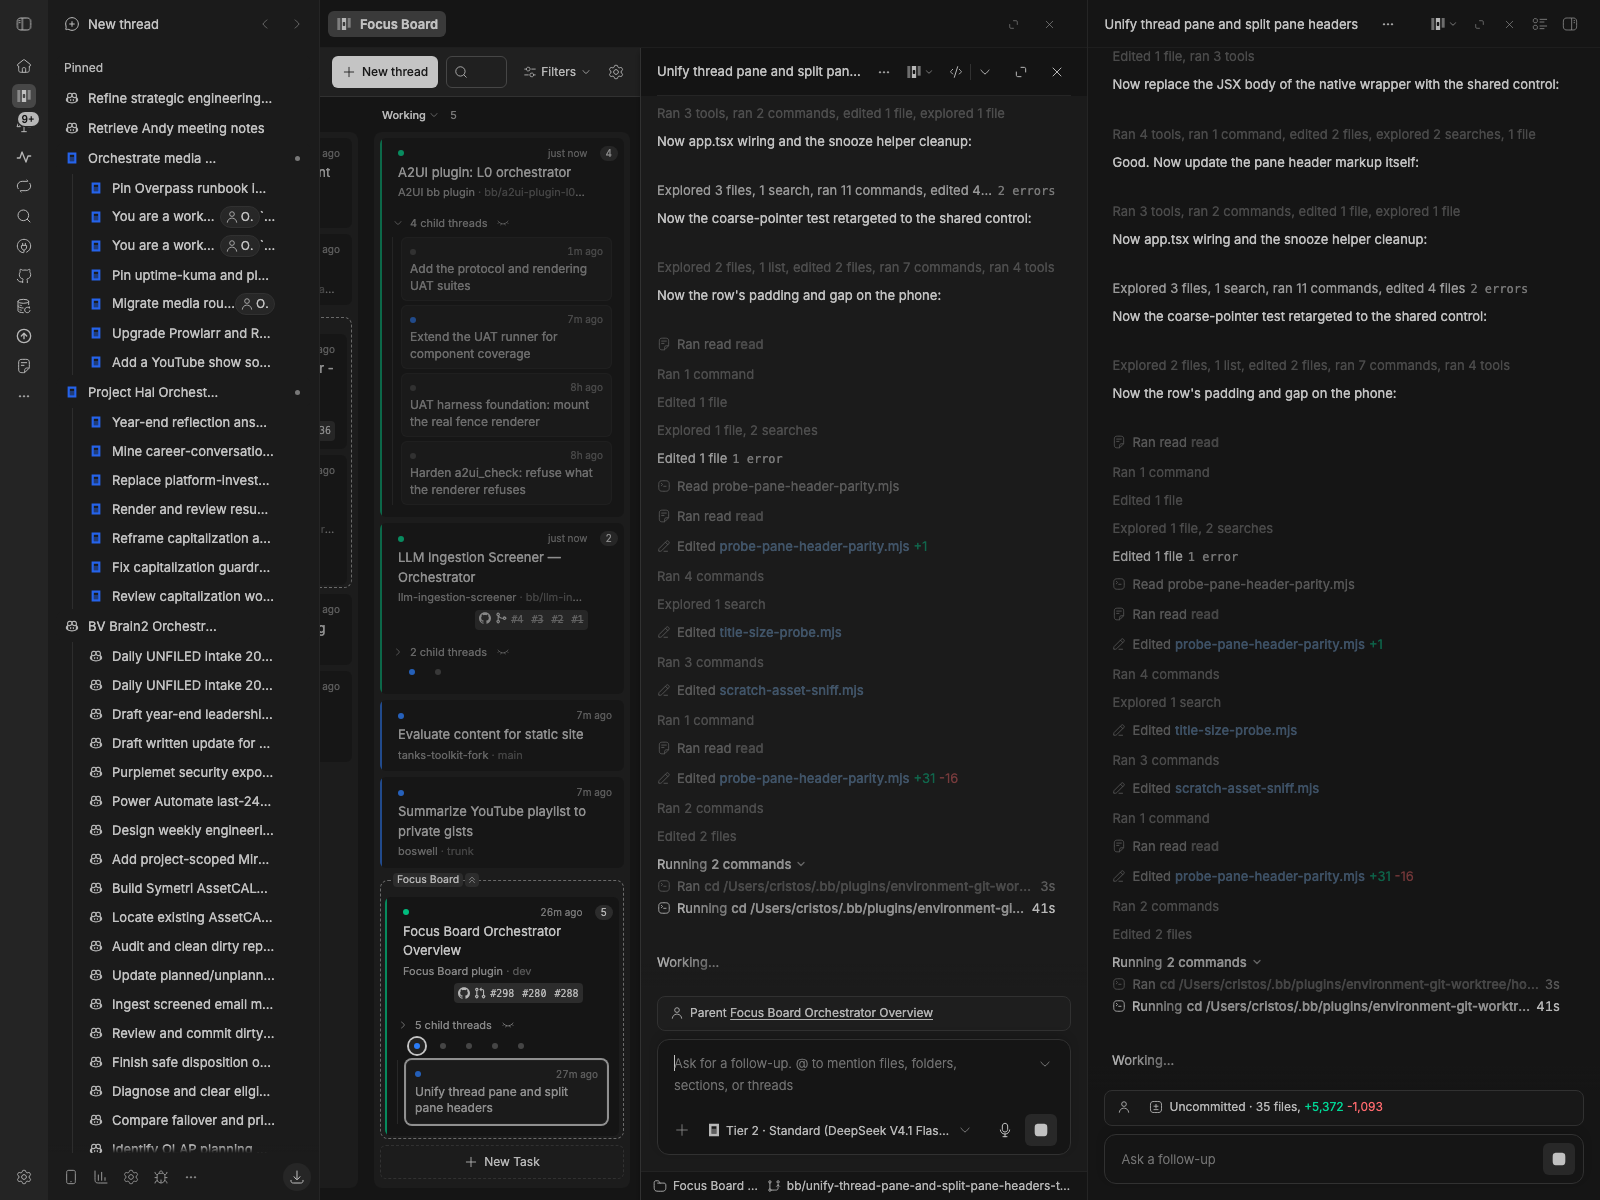 New thread
Pinned
Refine strategic engineering...
Retrieve Andy meeting notes
Orchestrate media ...
Pin Overpass runbook i...
You are a work... O. ...
You are a work... O. ...
Pin uptime-kuma and pl...
Migrate media rou... O.
Upgrade Prowlarr and R...
Add a YouTube show so...
Project Hal Orchest...
Year-end reflection ans...
Mine career-conversatio...
Replace platform-invest...
Render and review resu...
Reframe capitalization a...
Fix capitalization guardr...
Review capitalization wo...
BV Brain2 Orchestr...
Daily UNFILED intake 20...
Daily UNFILED intake 20...
Draft year-end leadershi...
Draft written update for ...
Purplemet security expo...
Power Automate last-24...
Design weekly engineeri...
Add project-scoped Mir...
Build Symetri AssetCAL...
Locate existing AssetCA...
Audit and clean dirty rep...
Update planned/unplann...
Ingest screened email m...
Review and commit dirty...
Finish safe disposition o...
Diagnose and clear eligi...
Compare failover and pri...
Identify OLAP planning
9+
Focus Board
New thread
Filters
ago
nt
ago
a...
ago
r -
36
ago
r...
ago
g
ago
Working 5
just now 4
A2UI plugin: L0 orchestrator
A2UI bb plugin · bb/a2ui-plugin-l0...
4 child threads
1m ago
Add the protocol and rendering
UAT suites
7m ago
Extend the UAT runner for
component coverage
8h ago
UAT harness foundation: mount
the real fence renderer
8h ago
Harden a2ui_check: refuse what
the renderer refuses
just now 2
LLM Ingestion Screener —
Orchestrator
llm-ingestion-screener · bb/llm-in...
#4 #3 #2 #1
2 child threads
7m ago
Evaluate content for static site
tanks-toolkit-fork · main
7m ago
Summarize YouTube playlist to
private gists
boswell · trunk
Focus Board
26m ago 5
Focus Board Orchestrator
Overview
Focus Board plugin · dev
#298 #280 #288
5 child threads
27m ago
Unify thread pane and split
pane headers
New Task
Unify thread pane and split pan...
Ran 3 tools, ran 2 commands, edited 1 file, explored 1 file
Now app.tsx wiring and the snooze helper cleanup:
Explored 3 files, 1 search, ran 11 commands, edited 4... 2 errors
Now the coarse-pointer test retargeted to the shared control:
Explored 2 files, 1 list, edited 2 files, ran 7 commands, ran 4 tools
Now the row's padding and gap on the phone:
Ran read read
Ran 1 command
Edited 1 file
Explored 1 file, 2 searches
Edited 1 file 1 error
Read probe-pane-header-parity.mjs
Ran read read
Edited probe-pane-header-parity.mjs +1
Ran 4 commands
Explored 1 search
Edited title-size-probe.mjs
Ran 3 commands
Edited scratch-asset-sniff.mjs
Ran 1 command
Ran read read
Edited probe-pane-header-parity.mjs +31 -16
Ran 2 commands
Edited 2 files
Running 2 commands
Ran cd /Users/cristos/.bb/plugins/environment-git-wor... 3s
Running cd /Users/cristos/.bb/plugins/environment-gi... 41s
Working...
Parent Focus Board Orchestrator Overview
Ask for a follow-up. @ to mention files, folders,
sections, or threads
Tier 2 · Standard (DeepSeek V4.1 Flas...
Focus Board ... bb/unify-thread-pane-and-split-pane-headers-t...
Unify thread pane and split pane headers
Edited 1 file, ran 3 tools
Now replace the JSX body of the native wrapper with the shared control:
Ran 4 tools, ran 1 command, edited 2 files, explored 2 searches, 1 file
Good. Now update the pane header markup itself:
Ran 3 tools, ran 2 commands, edited 1 file, explored 1 file
Now app.tsx wiring and the snooze helper cleanup:
Explored 3 files, 1 search, ran 11 commands, edited 4 files 2 errors
Now the coarse-pointer test retargeted to the shared control:
Explored 2 files, 1 list, edited 2 files, ran 7 commands, ran 4 tools
Now the row's padding and gap on the phone:
Ran read read
Ran 1 command
Edited 1 file
Explored 1 file, 2 searches
Edited 1 file 1 error
Read probe-pane-header-parity.mjs
Ran read read
Edited probe-pane-header-parity.mjs +1
Ran 4 commands
Explored 1 search
Edited title-size-probe.mjs
Ran 3 commands
Edited scratch-asset-sniff.mjs
Ran 1 command
Ran read read
Edited probe-pane-header-parity.mjs +31 -16
Ran 2 commands
Edited 2 files
Running 2 commands
Ran cd /Users/cristos/.bb/plugins/environment-git-worktree/ho... 3s
Running cd /Users/cristos/.bb/plugins/environment-git-worktr... 41s
Working...
Uncommitted · 35 files, +5,372 -1,093
Ask a follow-up